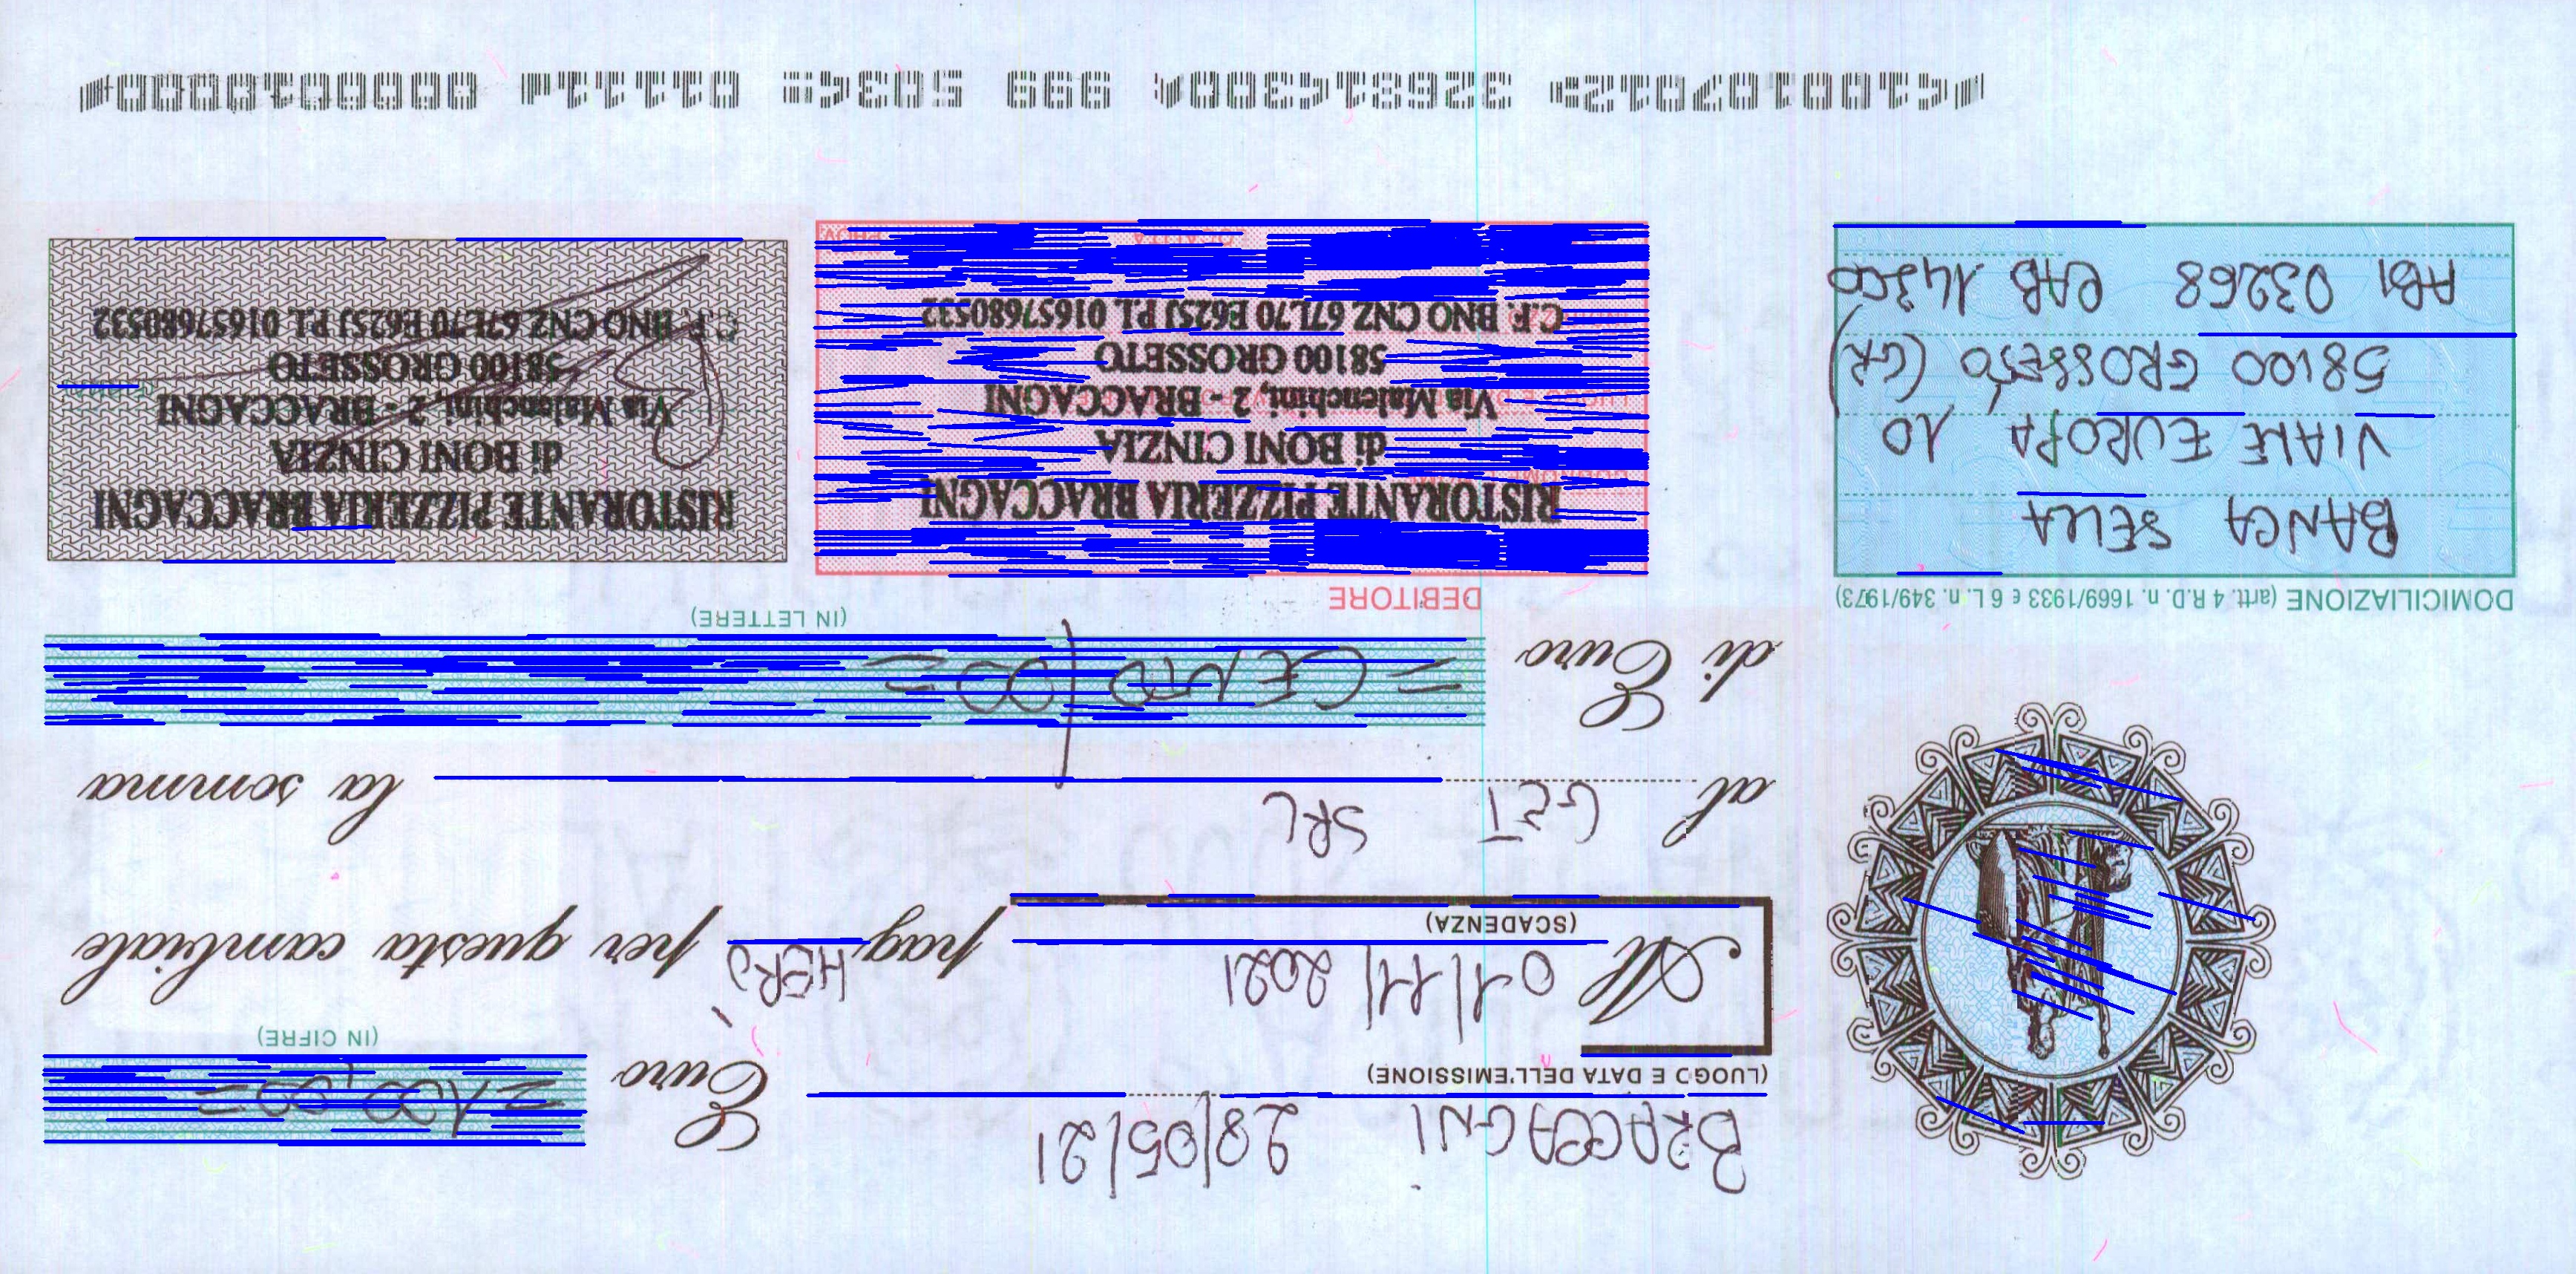 BRACCAGNI 28/05/21
(LUOGO E DATA DELL'EMISSIONE)
Euro =100,00=
(IN CIFRE)
Al 01/11/2021
(SCADENZA)
pag HERÒ per questa cambiale
al GET SRL la somma
di Euro = CENTO/00 =
(IN LETTERE)
DOMICILIAZIONE (artt. 4 R.D. n. 1669/1933 e 6 L. n. 349/1973)
BANCA SELLA
VIALE EUROPA 10
58100 GROSSETO (GR)
ABI 03268 CAB 14300
DEBITORE
RISTORANTE PIZZERIA BRACCAGNI
di BONI CINZIA
Via Malenchini, 2 - BRACCAGNI
58100 GROSSETO
C.F. BNO CNZ 67L70 E625J P.I. 01657680532
RISTORANTE PIZZERIA BRACCAGNI
di BONI CINZIA
Via Malenchini, 2 - BRACCAGNI
58100 GROSSETO
C.F. BNO CNZ 67L70 E625J P.I. 01657680532